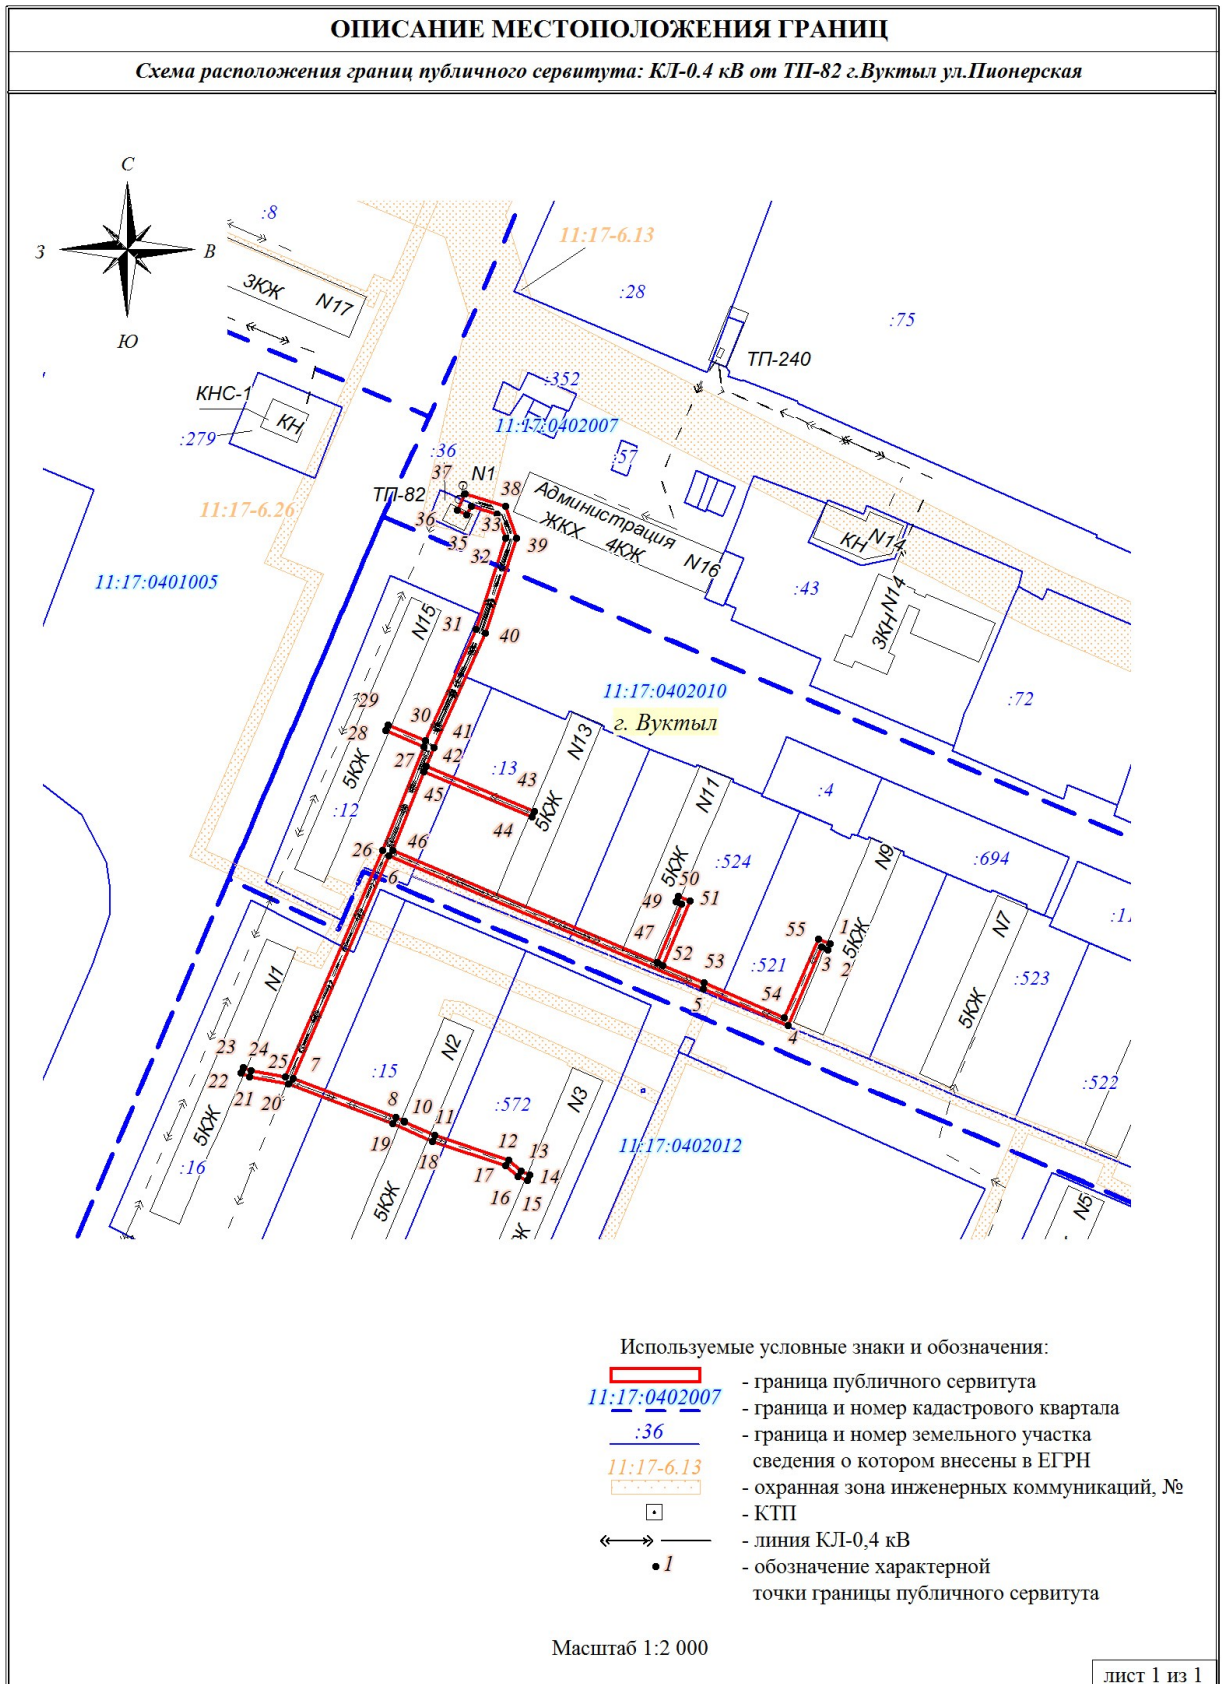 ОПИСАНИЕ МЕСТОПОЛОЖЕНИЯ ГРАНИЦ
Схема расположения границ публичного сервитута: КЛ-0.4 кВ от ТП-82 г.Вуктыл ул.Пионерская
С
З
В
Ю
:8
11:17-6.13
:28
:75
3КЖ
N17
ТП-240
КНС-1
КН
:279
:352
11:17:0402007
:36
:57
37
N1
ТП-82
38
36
33
39
35
32
11:17-6.26
Администрация
ЖКХ
4КЖ
N16
КН
N14
:43
3КН
N14
11:17:0401005
N15
31
40
11:17:0402010
г. Вуктыл
:72
29
30
28
41
27
42
:13
43
N13
5КЖ
45
44
5КЖ
N11
:4
:12
26
46
6
:524
N9
:694
5КЖ
50
49
51
:11
47
52
55
1
5КЖ
3
2
N7
53
:521
:523
5
54
4
N1
5КЖ
23
24
25
7
N2
:15
22
21
20
8
10
11
:572
N3
:522
5КЖ
19
18
12
13
11:17:0402012
:16
17
14
16
15
5КЖ
N5
Используемые условные знаки и обозначения:
- граница публичного сервитута
11:17:0402007
- граница и номер кадастрового квартала
:36
- граница и номер земельного участка
сведения о котором внесены в ЕГРН
11:17-6.13
- охранная зона инженерных коммуникаций, №
- КТП
- линия КЛ-0,4 кВ
1
- обозначение характерной
точки границы публичного сервитута
Масштаб 1:2 000
лист 1 из 1